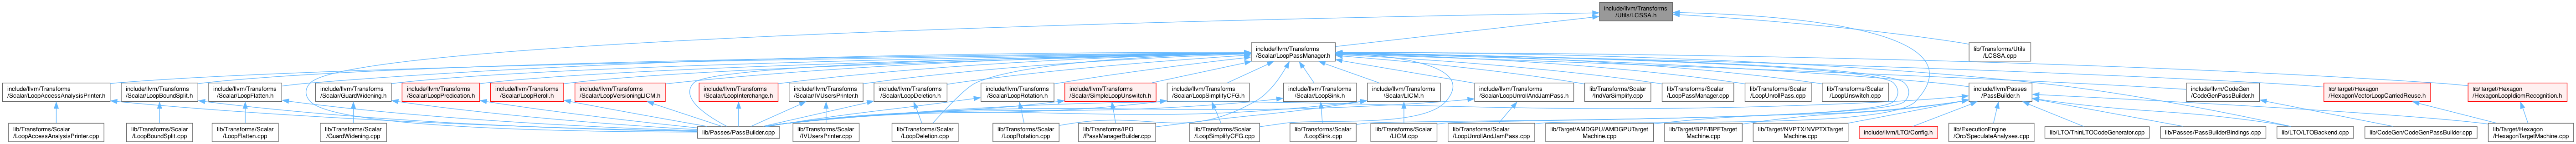 include/llvm/Transforms
/Utils/LCSSA.h
include/llvm/Transforms
/Scalar/LoopPassManager.h
lib/Transforms/Utils
/LCSSA.cpp
include/llvm/Transforms
/Scalar/LoopAccessAnalysisPrinter.h
include/llvm/Transforms
/Scalar/LoopBoundSplit.h
include/llvm/Transforms
/Scalar/LoopFlatten.h
include/llvm/Transforms
/Scalar/GuardWidening.h
include/llvm/Transforms
/Scalar/LoopPredication.h
include/llvm/Transforms
/Scalar/LoopReroll.h
include/llvm/Transforms
/Scalar/LoopVersioningLICM.h
include/llvm/Transforms
/Scalar/LoopInterchange.h
include/llvm/Transforms
/Scalar/IVUsersPrinter.h
include/llvm/Transforms
/Scalar/LoopDeletion.h
include/llvm/Transforms
/Scalar/LoopRotation.h
include/llvm/Transforms
/Scalar/SimpleLoopUnswitch.h
include/llvm/Transforms
/Scalar/LoopSimplifyCFG.h
include/llvm/Transforms
/Scalar/LoopSink.h
include/llvm/Transforms
/Scalar/LICM.h
include/llvm/Transforms
/Scalar/LoopUnrollAndJamPass.h
lib/Transforms/Scalar
/IndVarSimplify.cpp
lib/Transforms/Scalar
/LoopPassManager.cpp
lib/Transforms/Scalar
/LoopUnrollPass.cpp
lib/Transforms/Scalar
/LoopUnswitch.cpp
include/llvm/Passes
/PassBuilder.h
include/llvm/CodeGen
/CodeGenPassBuilder.h
lib/Target/Hexagon
/HexagonVectorLoopCarriedReuse.h
lib/Target/Hexagon
/HexagonLoopIdiomRecognition.h
lib/Transforms/Scalar
/LoopAccessAnalysisPrinter.cpp
lib/Transforms/Scalar
/LoopBoundSplit.cpp
lib/Transforms/Scalar
/LoopFlatten.cpp
lib/Transforms/Scalar
/GuardWidening.cpp
lib/Passes/PassBuilder.cpp
lib/Transforms/Scalar
/IVUsersPrinter.cpp
lib/Transforms/Scalar
/LoopDeletion.cpp
lib/Transforms/Scalar
/LoopRotation.cpp
lib/Transforms/IPO
/PassManagerBuilder.cpp
lib/Transforms/Scalar
/LoopSimplifyCFG.cpp
lib/Transforms/Scalar
/LoopSink.cpp
lib/Transforms/Scalar
/LICM.cpp
lib/Transforms/Scalar
/LoopUnrollAndJamPass.cpp
lib/Target/AMDGPU/AMDGPUTarget
Machine.cpp
lib/Target/BPF/BPFTarget
Machine.cpp
lib/Target/NVPTX/NVPTXTarget
Machine.cpp
include/llvm/LTO/Config.h
lib/ExecutionEngine
/Orc/SpeculateAnalyses.cpp
lib/LTO/ThinLTOCodeGenerator.cpp
lib/Passes/PassBuilderBindings.cpp
lib/LTO/LTOBackend.cpp
lib/CodeGen/CodeGenPassBuilder.cpp
lib/Target/Hexagon
/HexagonTargetMachine.cpp